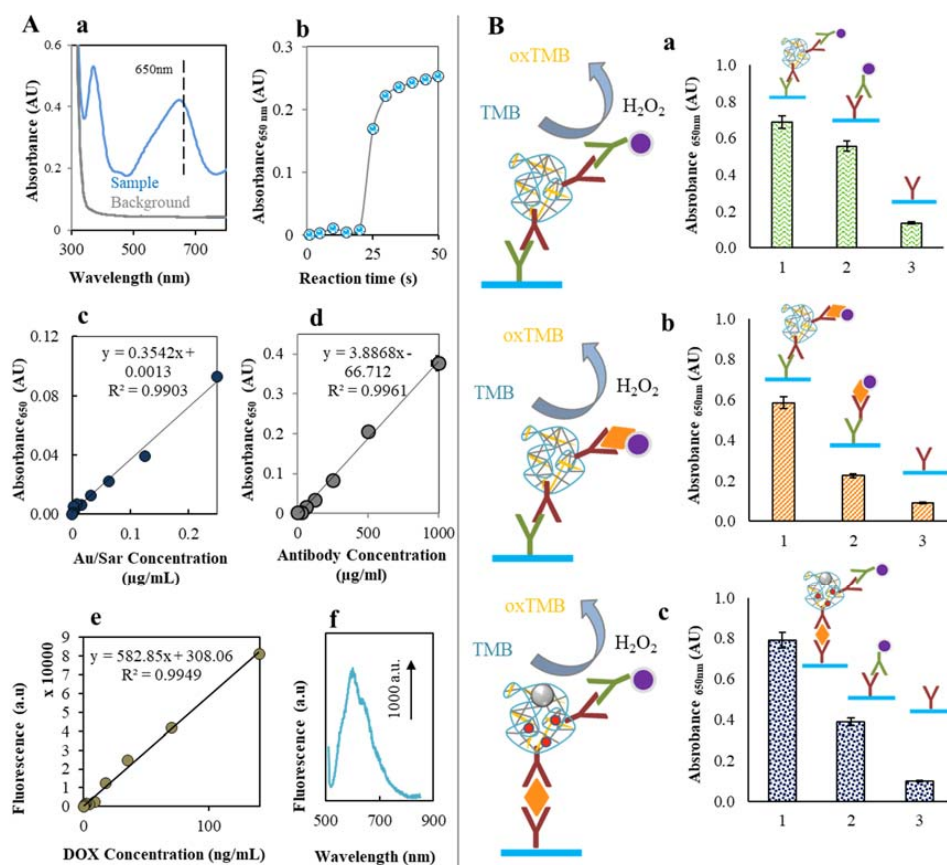 A
a
Absorbance (AU)
0.6
0.4
0.2
0
650nm
Sample
Background
300
500
700
Wavelength (nm)
b
Absorbance650 nm (AU)
0.3
0.2
0.1
0
0
25
50
Reaction time (s)
c
Absorbance650 (AU)
0.12
0.08
0.04
0.00
y = 0.3542x +
0.0013
R² = 0.9903
0
0.2
Au/Sar Concentration
(µg/mL)
d
Absorbance650 (AU)
0.4
0.3
0.2
0.1
0
y = 3.8868x -
66.712
R² = 0.9961
0
500
1000
Antibody Concentration
(µg/ml)
e
Fluorescence (a.u)
x 10000
9
8
7
6
5
4
3
2
1
0
y = 582.85x + 308.06
R² = 0.9949
0
100
DOX Concentration (ng/mL)
f
Fluorescence (a.u)
1000 a.u.
500
700
900
Wavelength (nm)
B
oxTMB
TMB
H2O2
a
Absrobance 650nm (AU)
1.0
0.8
0.6
0.4
0.2
0.0
1
2
3
oxTMB
TMB
H2O2
b
Absrobance 650nm (AU)
1.0
0.8
0.6
0.4
0.2
0.0
1
2
3
oxTMB
H2O2
TMB
c
Absrobance 650nm (AU)
1.0
0.8
0.6
0.4
0.2
0.0
1
2
3